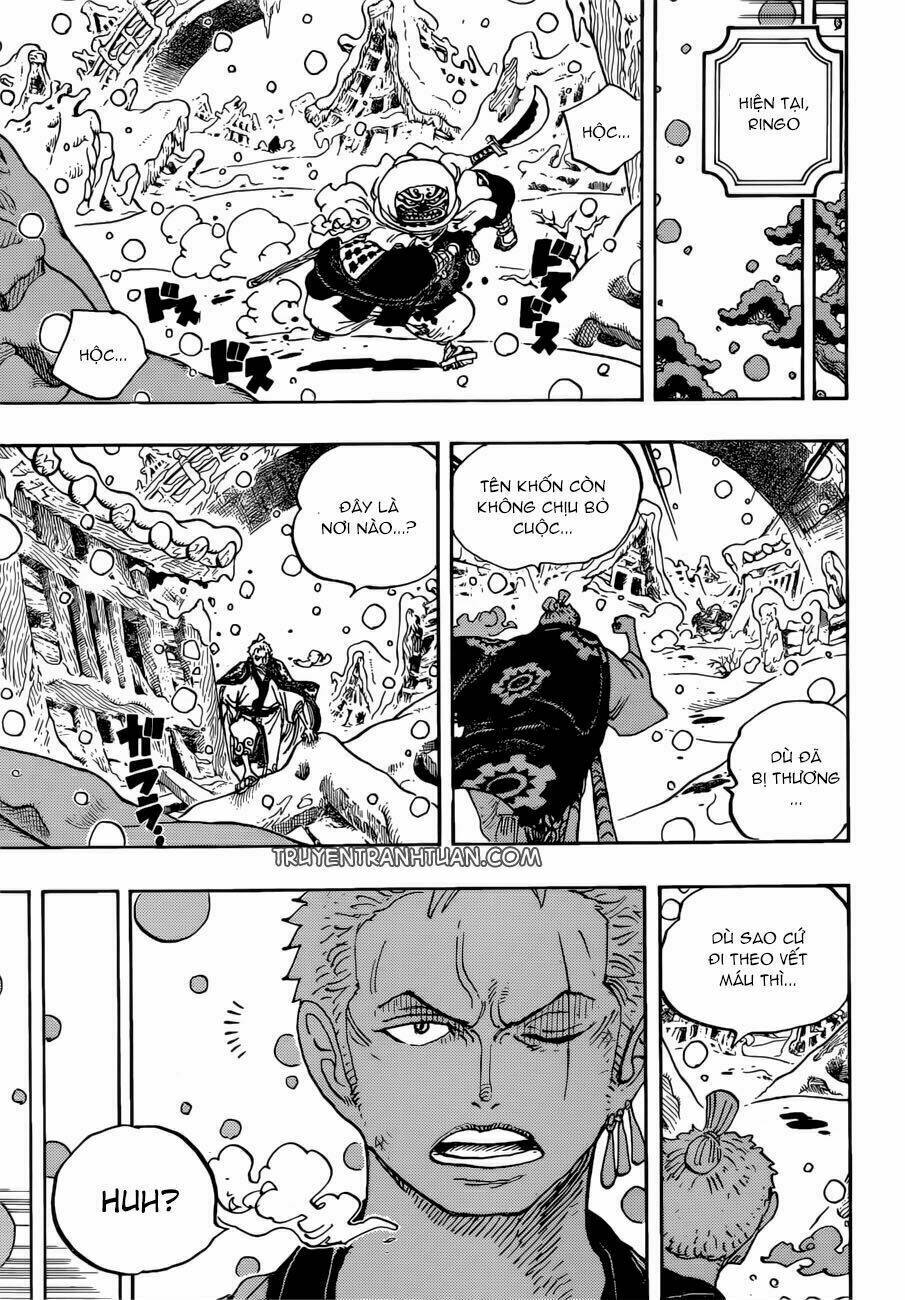 HIỆN TẠI,
RINGO
HỘC...
ドドス
ドス
ドドス
HỘC...
TÊN KHỐN CÒN
KHÔNG CHỊU BỎ
CUỘC...
DÙ ĐÃ
BỊ THƯƠNG
...
ĐÂY LÀ
NƠI NÀO...?
ガララ...
TRUYENTRANHTUAN.COM
DÙ SAO CỨ
ĐI THEO VẾT
MÁU THÌ...
HUH?